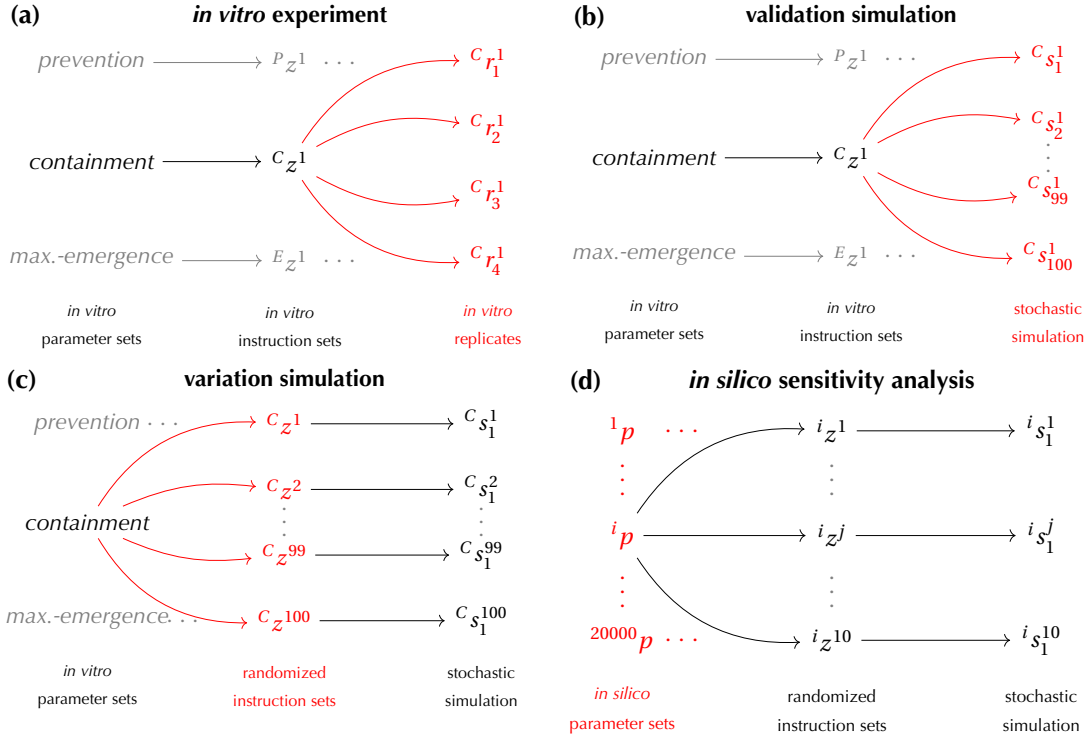 (a) in vitro experiment
prevention ᴾz¹ · · · ᶜr₁¹
ᶜr₂¹
containment ᶜz¹
ᶜr₃¹
max.-emergence ᴱz¹ · · · ᶜr₄¹
in vitro in vitro in vitro
parameter sets instruction sets replicates
(b) validation simulation
prevention ᴾz¹ · · · ᶜs₁¹
ᶜs₂¹
containment ᶜz¹
ᶜs₉₉¹
max.-emergence ᴱz¹ · · · ᶜs₁₀₀¹
in vitro in vitro stochastic
parameter sets instruction sets simulation
(c) variation simulation
prevention · · · ᶜz¹ ᶜs₁¹
ᶜz² ᶜs₁²
containment
ᶜz⁹⁹ ᶜs₁⁹⁹
max.-emergence · · · ᶜz¹⁰⁰ ᶜs₁¹⁰⁰
in vitro randomized stochastic
parameter sets instruction sets simulation
(d) in silico sensitivity analysis
¹p · · · ⁱz¹ ⁱs₁¹
ⁱp ⁱzʲ ⁱs₁ʲ
²⁰⁰⁰⁰p · · · ⁱz¹⁰ ⁱs₁¹⁰
in silico randomized stochastic
parameter sets instruction sets simulation